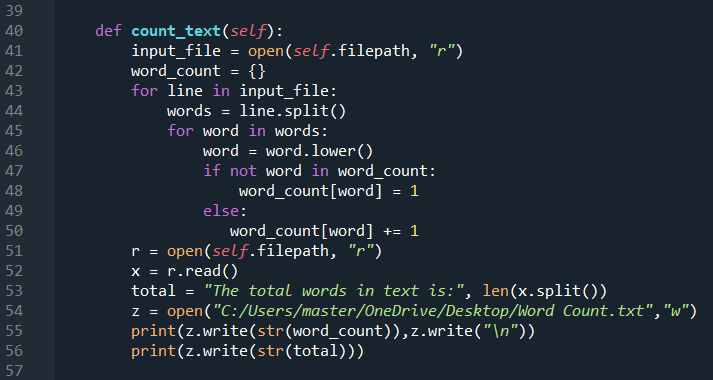 39
40     def count_text(self):
41         input_file = open(self.filepath, "r")
42         word_count = {}
43         for line in input_file:
44             words = line.split()
45             for word in words:
46                 word = word.lower()
47                 if not word in word_count:
48                     word_count[word] = 1
49                 else:
50                    word_count[word] += 1
51         r = open(self.filepath, "r")
52         x = r.read()
53         total = "The total words in text is:", len(x.split())
54         z = open("C:/Users/master/OneDrive/Desktop/Word Count.txt","w")
55         print(z.write(str(word_count)),z.write("\n"))
56         print(z.write(str(total)))
57